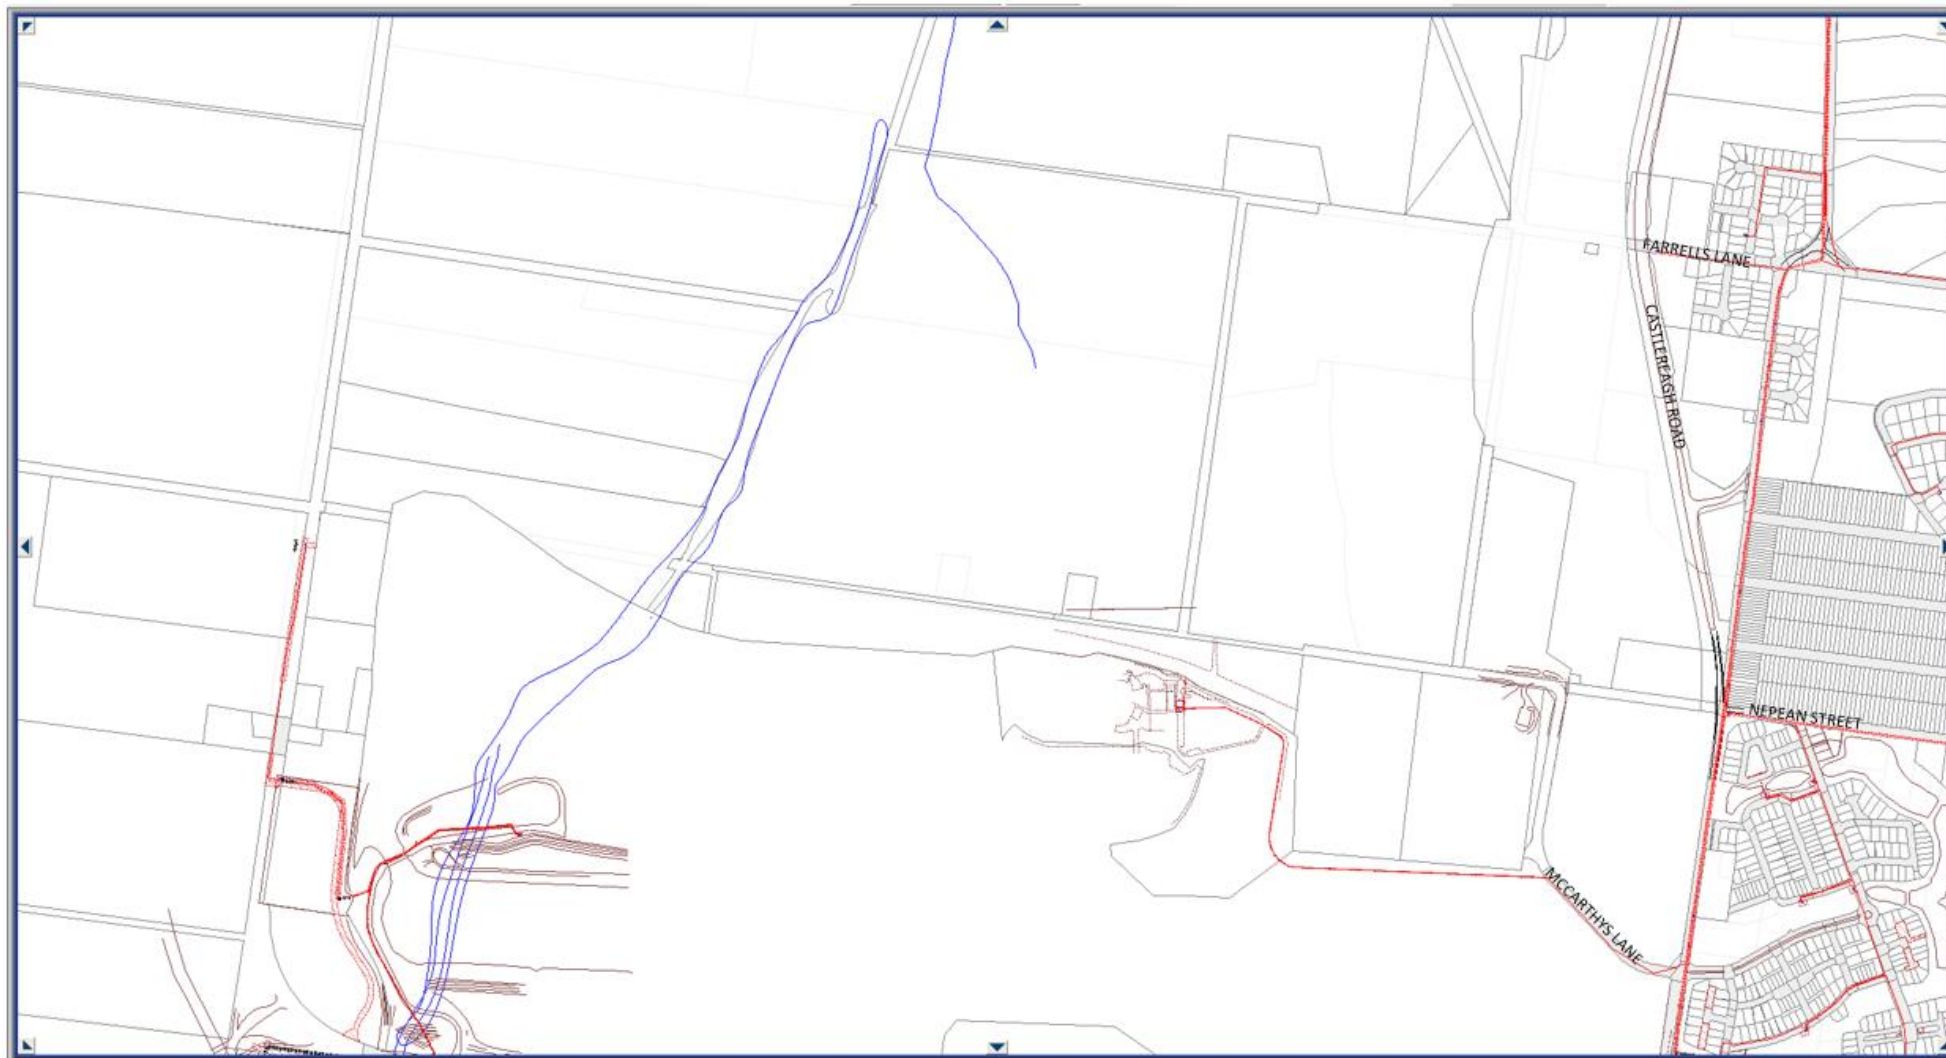 FARRELLS LANE
CASTLEREAGH ROAD
NEPEAN STREET
MCCARTHYS LANE